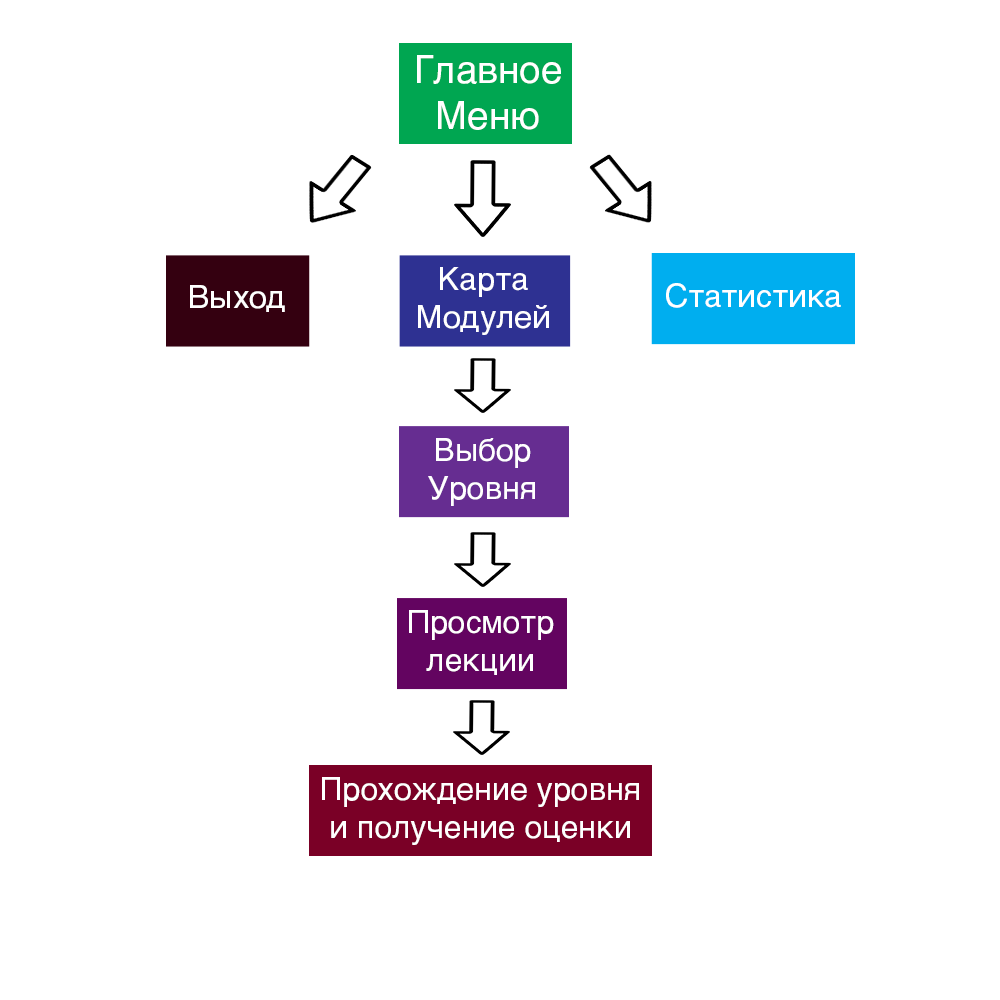 Главное
Меню
Выход
Карта
Модулей
Статистика
Выбор
Уровня
Просмотр
лекции
Прохождение уровня
и получение оценки